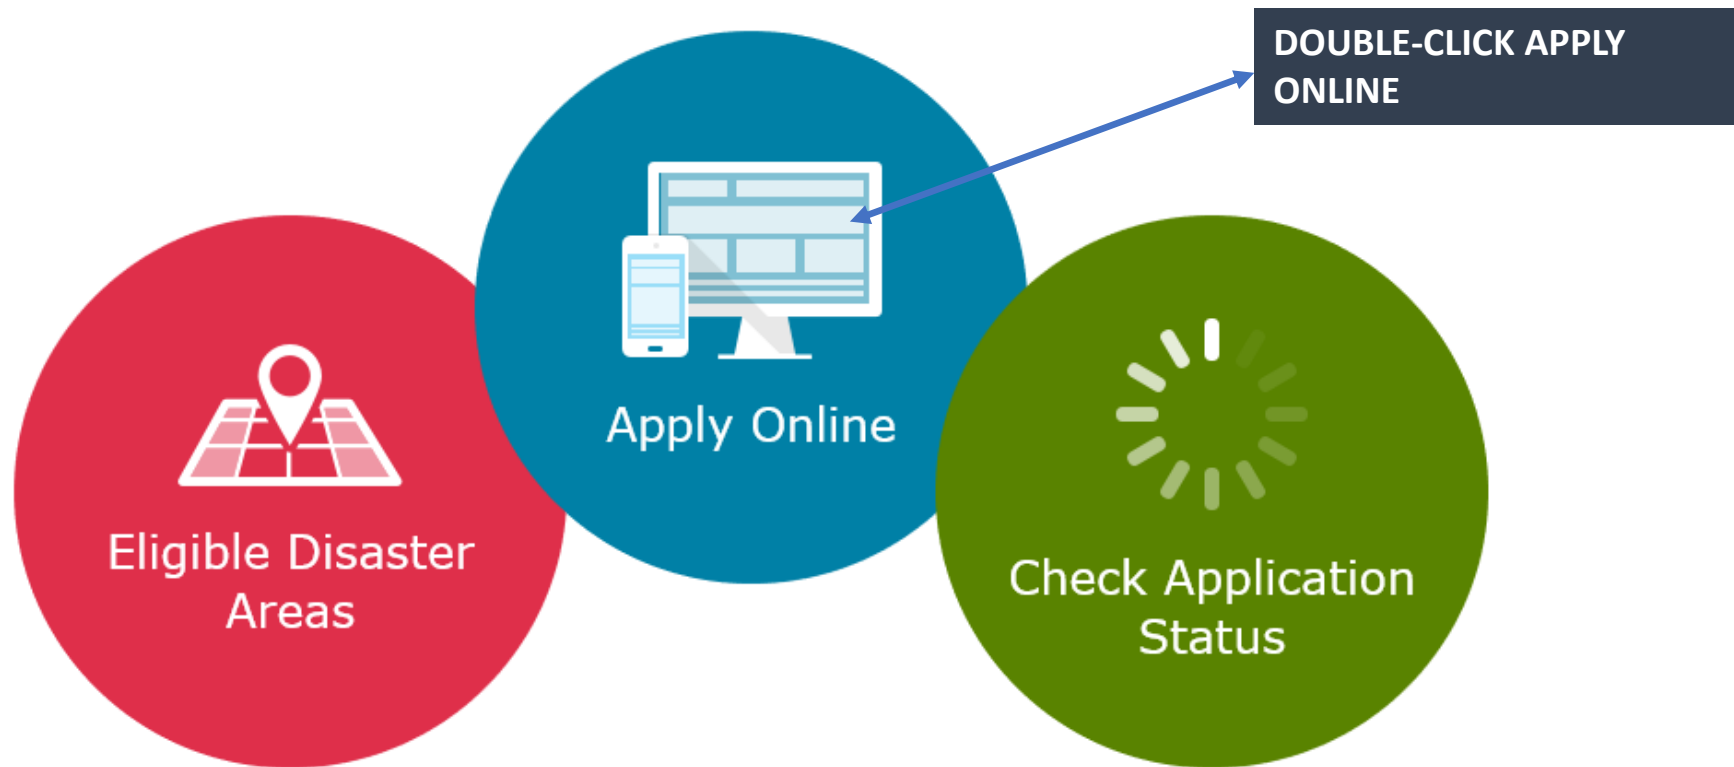 DOUBLE-CLICK APPLY
ONLINE
Apply Online
Eligible Disaster
Areas
Check Application
Status